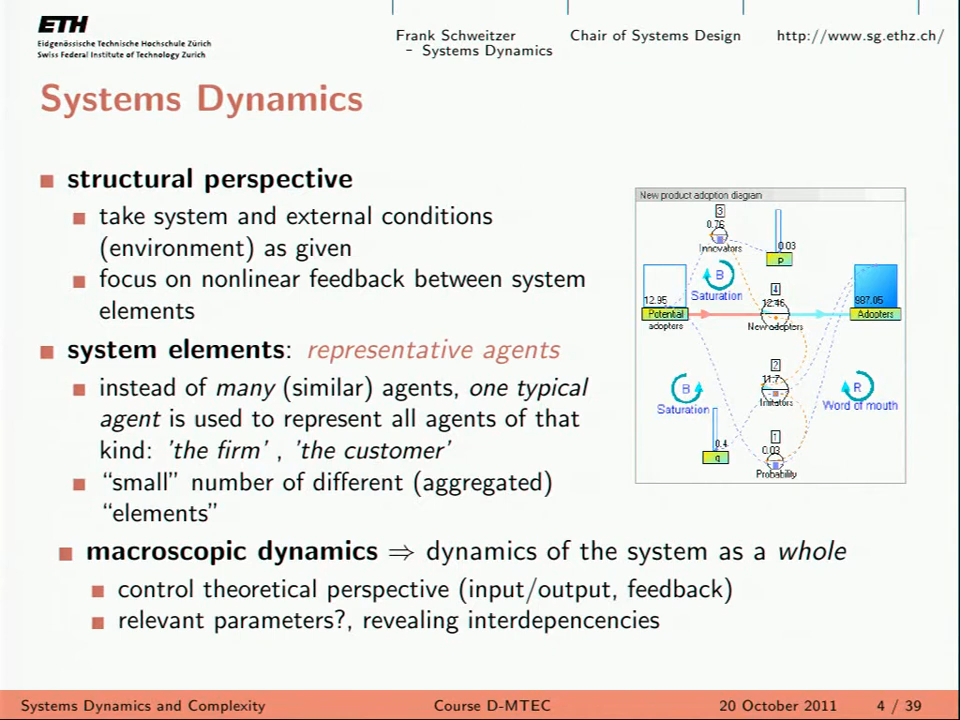 ETH
Eidgenössische Technische Hochschule Zürich
Swiss Federal Institute of Technology Zurich
Frank Schweitzer
– Systems Dynamics
Chair of Systems Design
http://www.sg.ethz.ch/
Systems Dynamics
structural perspective
take system and external conditions
(environment) as given
focus on nonlinear feedback between system
elements
system elements: representative agents
instead of many (similar) agents, one typical
agent is used to represent all agents of that
kind: 'the firm' , 'the customer'
“small” number of different (aggregated)
“elements”
New product adoption diagram
3
0.76
Innovators
0.03
p
B
Saturation
12.95
Potential
adopters
4
12.46
New adopters
987.05
Adopters
2
11.7
Imitators
B
Saturation
R
Word of mouth
0.4
q
1
0.03
Probability
macroscopic dynamics ⇒ dynamics of the system as a whole
control theoretical perspective (input/output, feedback)
relevant parameters?, revealing interdepencencies
Systems Dynamics and Complexity
Course D-MTEC
20 October 2011
4 / 39